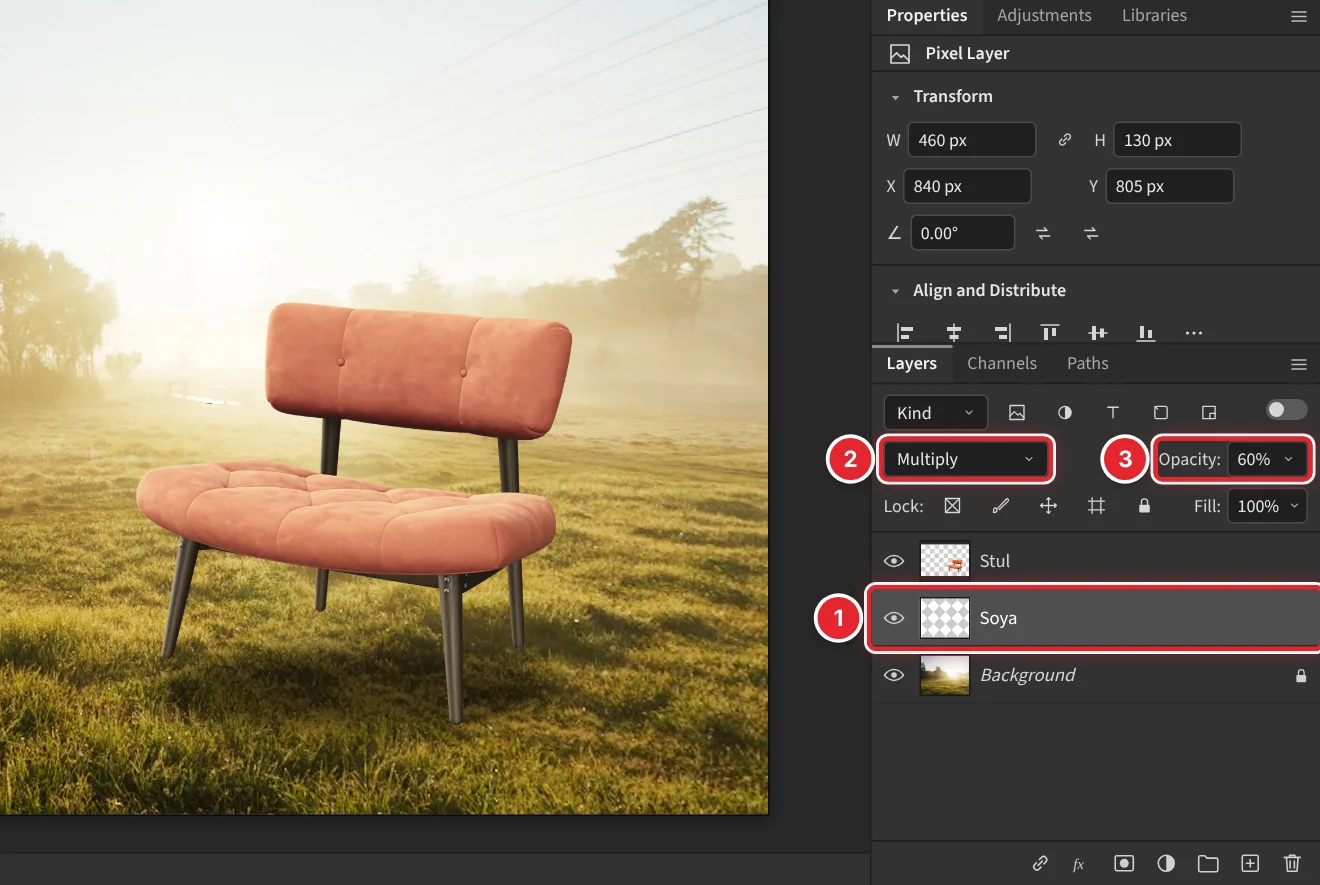 Properties Adjustments Libraries
Pixel Layer
Transform
W 460 px H 130 px
X 840 px Y 805 px
0.00°
Align and Distribute
Layers Channels Paths
Kind
2 Multiply 3 Opacity: 60%
Lock: Fill: 100%
Stul
1 Soya
Background
fx